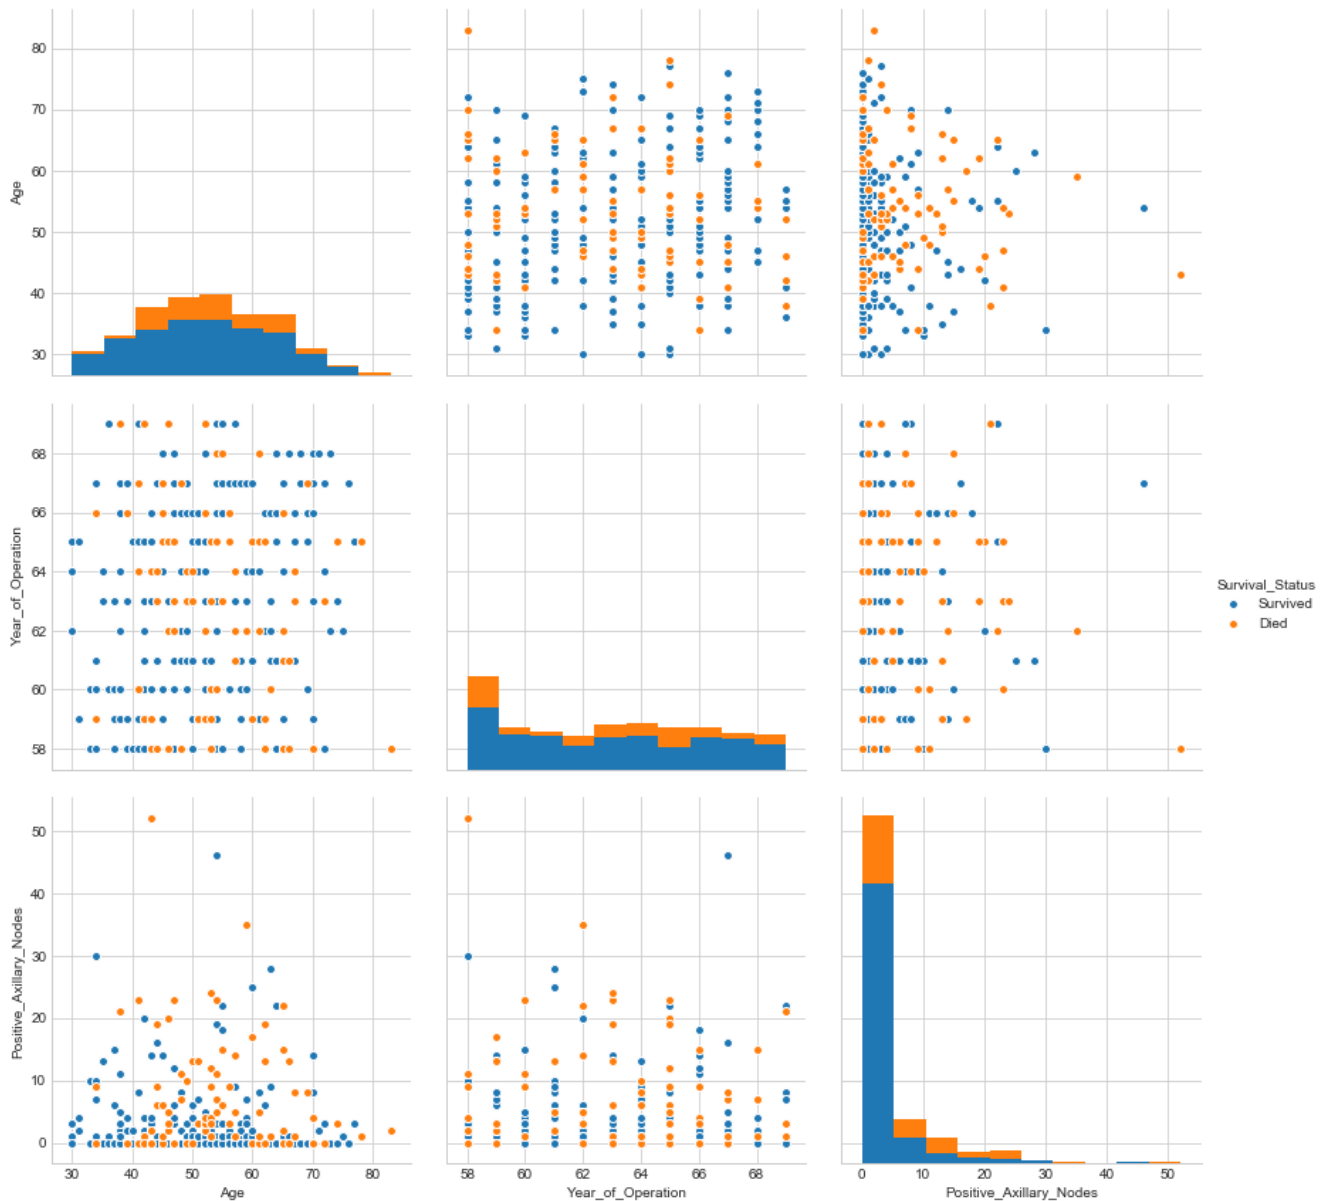 80
70
60
50
40
30
Age
68
66
64
62
60
58
Year_of_Operation
Survival_Status
Survived
Died
50
40
30
20
10
0
Positive_Axillary_Nodes
30 40 50 60 70 80
58 60 62 64 66 68
0 10 20 30 40 50
Age Year_of_Operation Positive_Axillary_Nodes